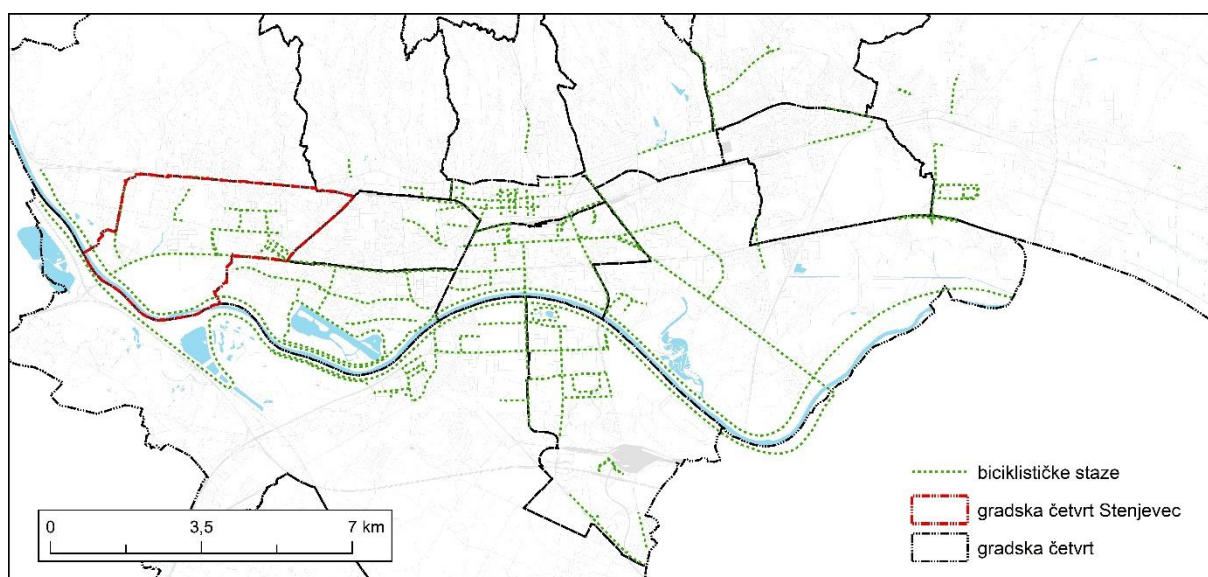 biciklističke staze
gradska četvrt Stenjevec
gradska četvrt
0 3,5 7 km